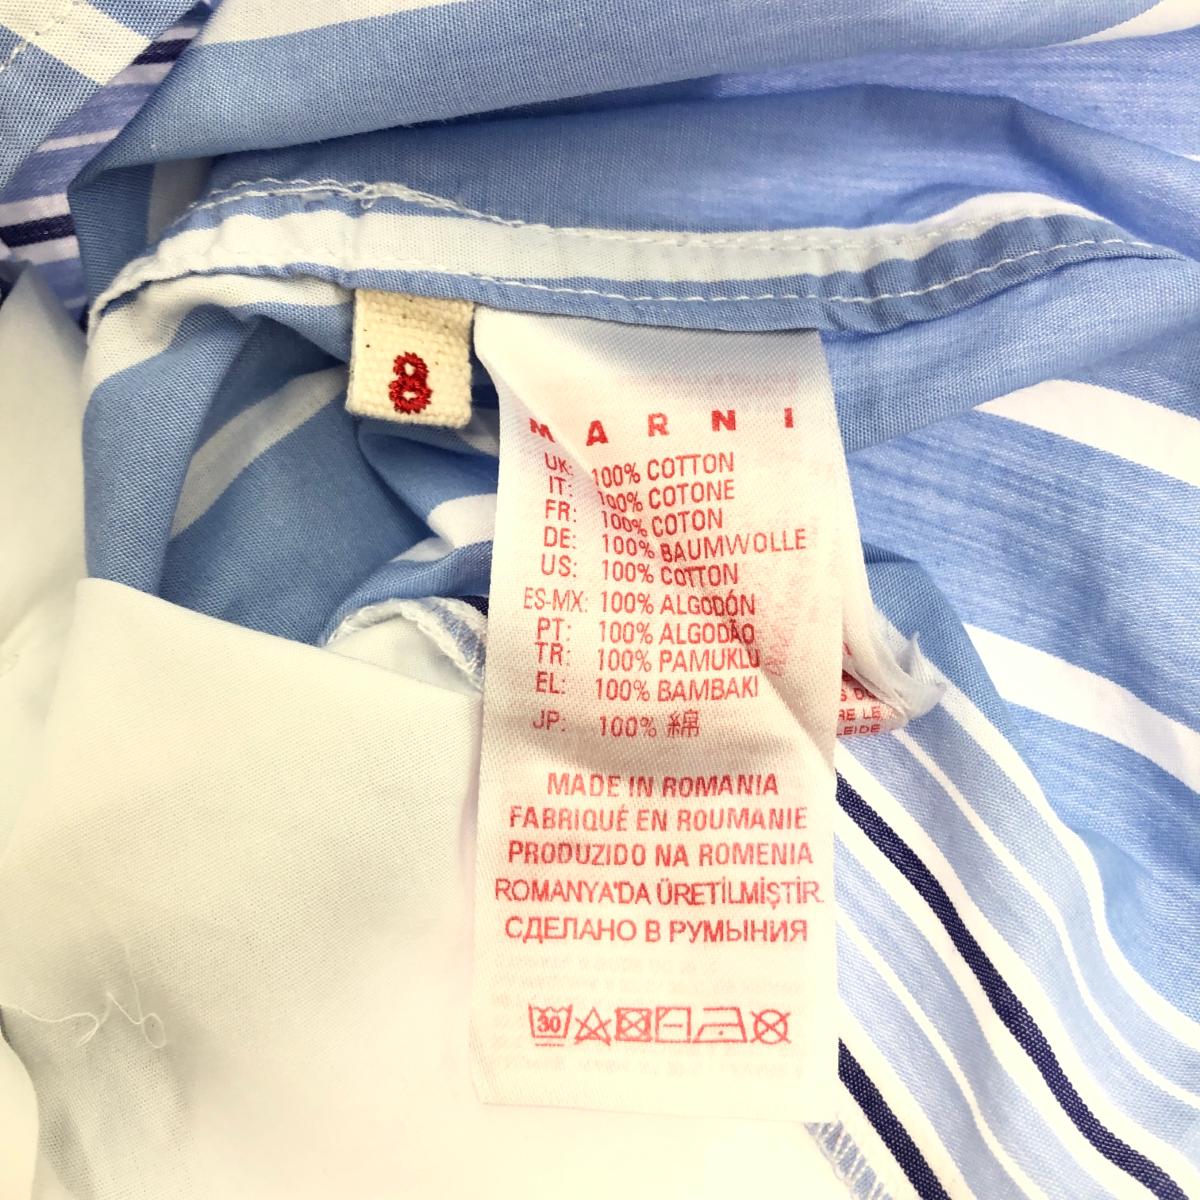 8
MARNI
UK: 100% COTTON
IT: 100% COTONE
FR: 100% COTON
DE: 100% BAUMWOLLE
US: 100% COTTON
ES-MX: 100% ALGODÓN
PT: 100% ALGODÃO
TR: 100% PAMUKLU
EL: 100% BAMBAKI
JP: 100% 綿
MADE IN ROMANIA
FABRIQUÉ EN ROUMANIE
PRODUZIDO NA ROMENIA
ROMANYA'DA ÜRETİLMİŞTİR.
СДЕЛАНО В РУМЫНИЯ
30